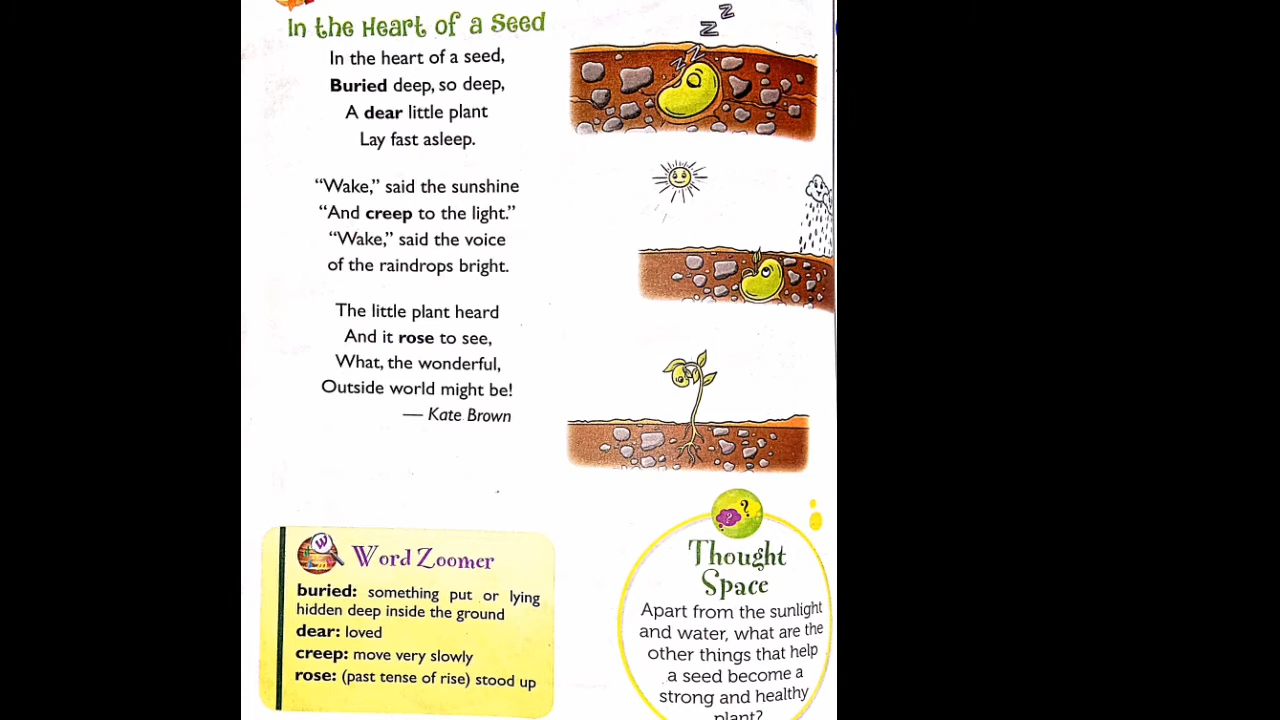 In the Heart of a Seed
In the heart of a seed,
Buried deep, so deep,
A dear little plant
Lay fast asleep.
“Wake,” said the sunshine
“And creep to the light.”
“Wake,” said the voice
of the raindrops bright.
The little plant heard
And it rose to see,
What, the wonderful,
Outside world might be!
— Kate Brown
z z
z z
W
Word Zoomer
buried: something put or lying
hidden deep inside the ground
dear: loved
creep: move very slowly
rose: (past tense of rise) stood up
? ?
Thought
Space
Apart from the sunlight
and water, what are the
other things that help
a seed become a
strong and healthy
plant?